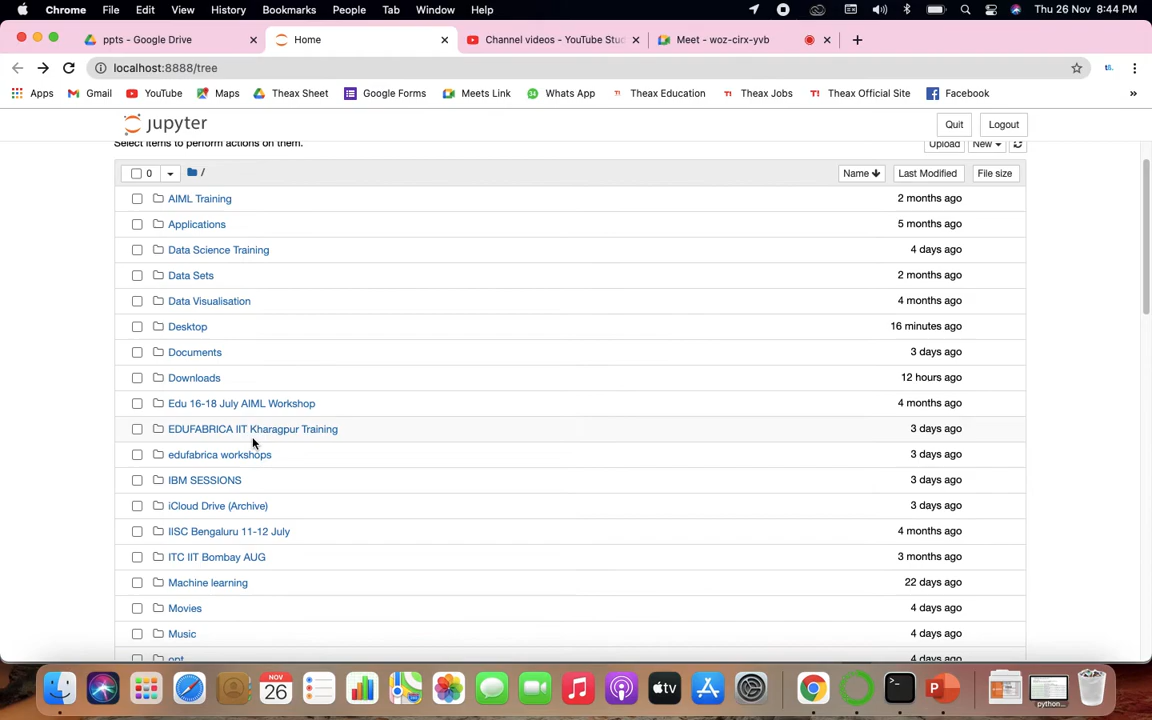 Chrome File Edit View History Bookmarks People Tab Window Help Thu 26 Nov 8:44 PM
ppts - Google Drive Home Channel videos - YouTube Stud Meet - woz-cirx-yvb
localhost:8888/tree
Apps Gmail YouTube Maps Theax Sheet Google Forms Meets Link Whats App Theax Education Theax Jobs Theax Official Site Facebook »
jupyter Quit Logout
Select items to perform actions on them. Upload New
0 / Name Last Modified File size
AIML Training 2 months ago
Applications 5 months ago
Data Science Training 4 days ago
Data Sets 2 months ago
Data Visualisation 4 months ago
Desktop 16 minutes ago
Documents 3 days ago
Downloads 12 hours ago
Edu 16-18 July AIML Workshop 4 months ago
EDUFABRICA IIT Kharagpur Training 3 days ago
edufabrica workshops 3 days ago
IBM SESSIONS 3 days ago
iCloud Drive (Archive) 3 days ago
IISC Bengaluru 11-12 July 4 months ago
ITC IIT Bombay AUG 3 months ago
Machine learning 22 days ago
Movies 4 days ago
Music 4 days ago
opt 4 days ago
NOV
26
tv
python...